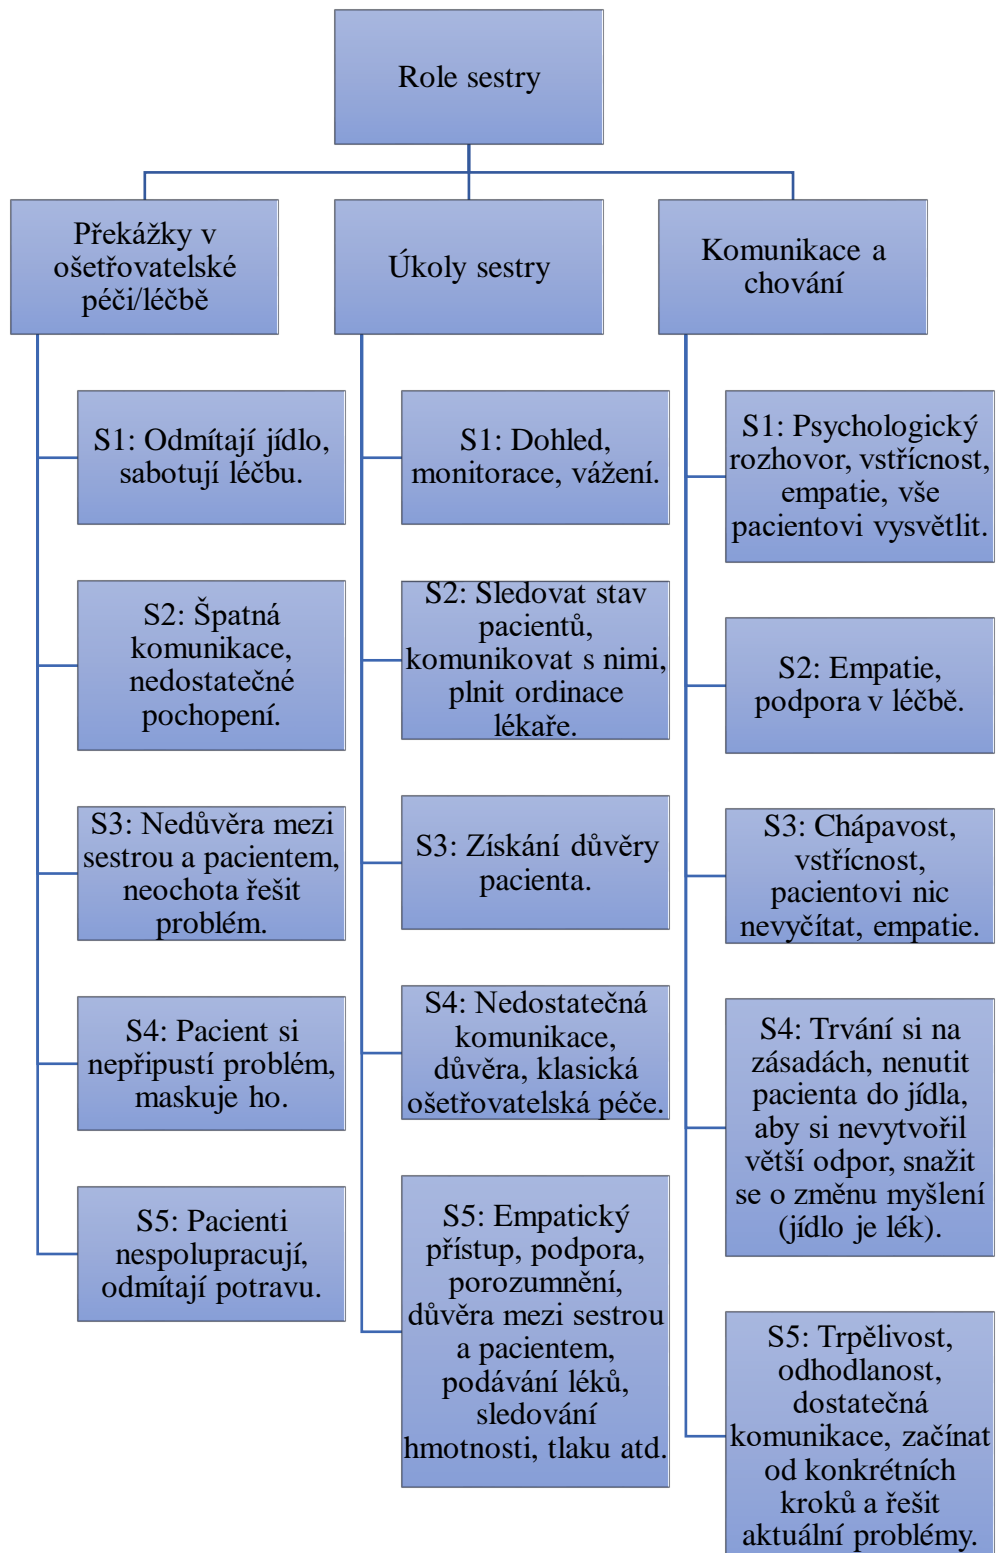 Role sestry
Překážky v
ošetřovatelské
péči/léčbě
S1: Odmítají jídlo,
sabotují léčbu.
S2: Špatná
komunikace,
nedostatečné
pochopení.
S3: Nedůvěra mezi
sestrou a pacientem,
neochota řešit
problém.
S4: Pacient si
nepřipustí problém,
maskuje ho.
S5: Pacienti
nespolupracují,
odmítají potravu.
Úkoly sestry
S1: Dohled,
monitorace, vážení.
S2: Sledovat stav
pacientů,
komunikovat s nimi,
plnit ordinace
lékaře.
S3: Získání důvěry
pacienta.
S4: Nedostatečná
komunikace,
důvěra, klasická
ošetřovatelská péče.
S5: Empatický
přístup, podpora,
porozumnění,
důvěra mezi sestrou
a pacientem,
podávání léků,
sledování
hmotnosti, tlaku atd.
Komunikace a
chování
S1: Psychologický
rozhovor, vstřícnost,
empatie, vše
pacientovi vysvětlit.
S2: Empatie,
podpora v léčbě.
S3: Chápavost,
vstřícnost,
pacientovi nic
nevyčítat, empatie.
S4: Trvání si na
zásadách, nenutit
pacienta do jídla,
aby si nevytvořil
větší odpor, snažit
se o změnu myšlení
(jídlo je lék).
S5: Trpělivost,
odhodlanost,
dostatečná
komunikace, začínat
od konkrétních
kroků a řešit
aktuální problémy.